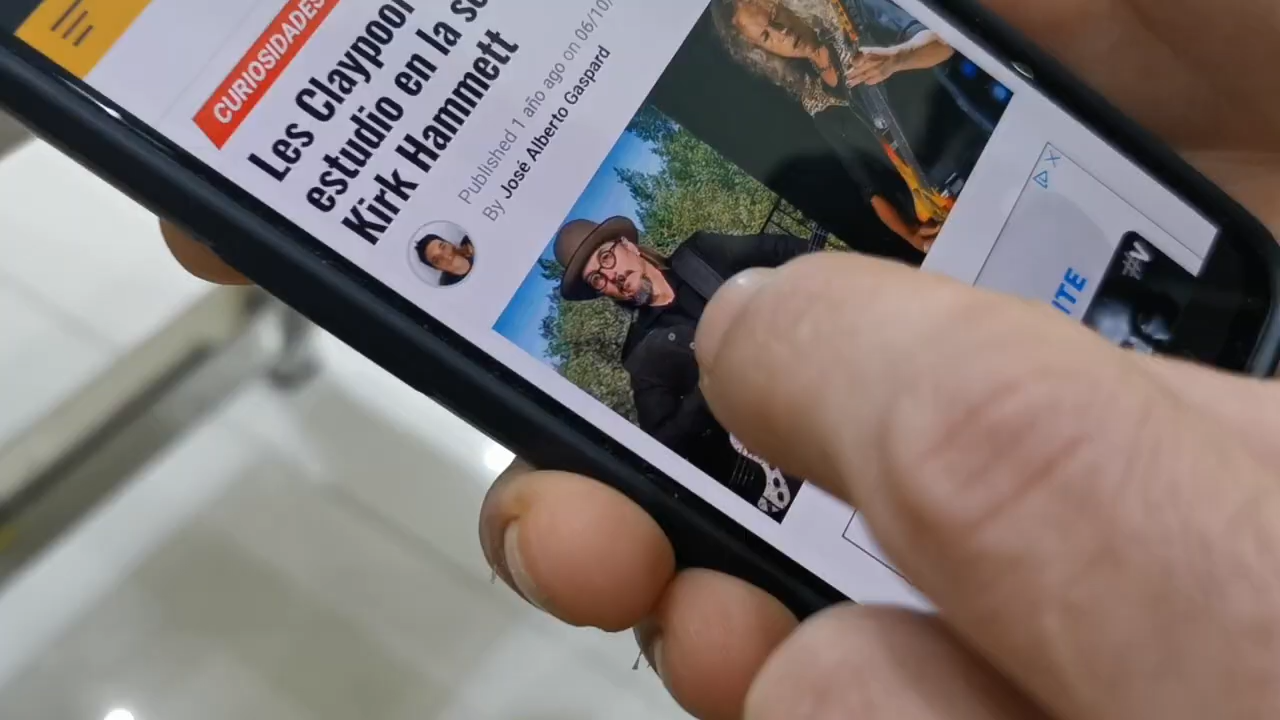 CURIOSIDADES
Les Claypool
estudio en la
Kirk Hammett
Published 1 año ago on 06/10/
By José Alberto Gaspard